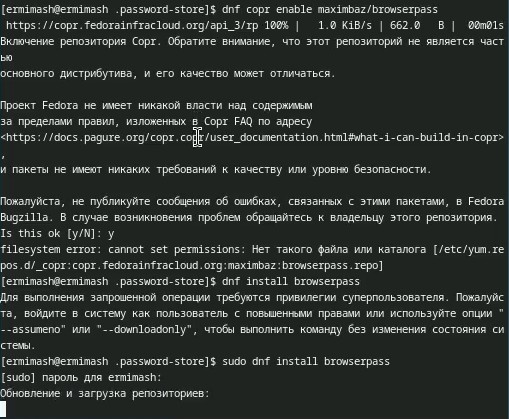 [ermimash@ermimash .password-store]$ dnf copr enable maximbaz/browserpass
https://copr.fedorainfracloud.org/api_3/rp 100% |   1.0 KiB/s | 662.0   B |  00m01s
Включение репозитория Copr. Обратите внимание, что этот репозиторий не является част
ью
основного дистрибутива, и его качество может отличаться.
Проект Fedora не имеет никакой власти над содержимым
за пределами правил, изложенных в Copr FAQ по адресу
<https://docs.pagure.org/copr.copr/user_documentation.html#what-i-can-build-in-copr>
,
и пакеты не имеют никаких требований к качеству или уровню безопасности.
Пожалуйста, не публикуйте сообщения об ошибках, связанных с этими пакетами, в Fedora
Bugzilla. В случае возникновения проблем обращайтесь к владельцу этого репозитория.
Is this ok [y/N]: y
filesystem error: cannot set permissions: Нет такого файла или каталога [/etc/yum.re
pos.d/_copr:copr.fedorainfracloud.org:maximbaz:browserpass.repo]
[ermimash@ermimash .password-store]$ dnf install browserpass
Для выполнения запрошенной операции требуются привилегии суперпользователя. Пожалуйс
та, войдите в систему как пользователь с повышенными правами или используйте опции "
--assumeno" или "--downloadonly", чтобы выполнить команду без изменения состояния си
стемы.
[ermimash@ermimash .password-store]$ sudo dnf install browserpass
[sudo] пароль для ermimash:
Обновление и загрузка репозиториев: